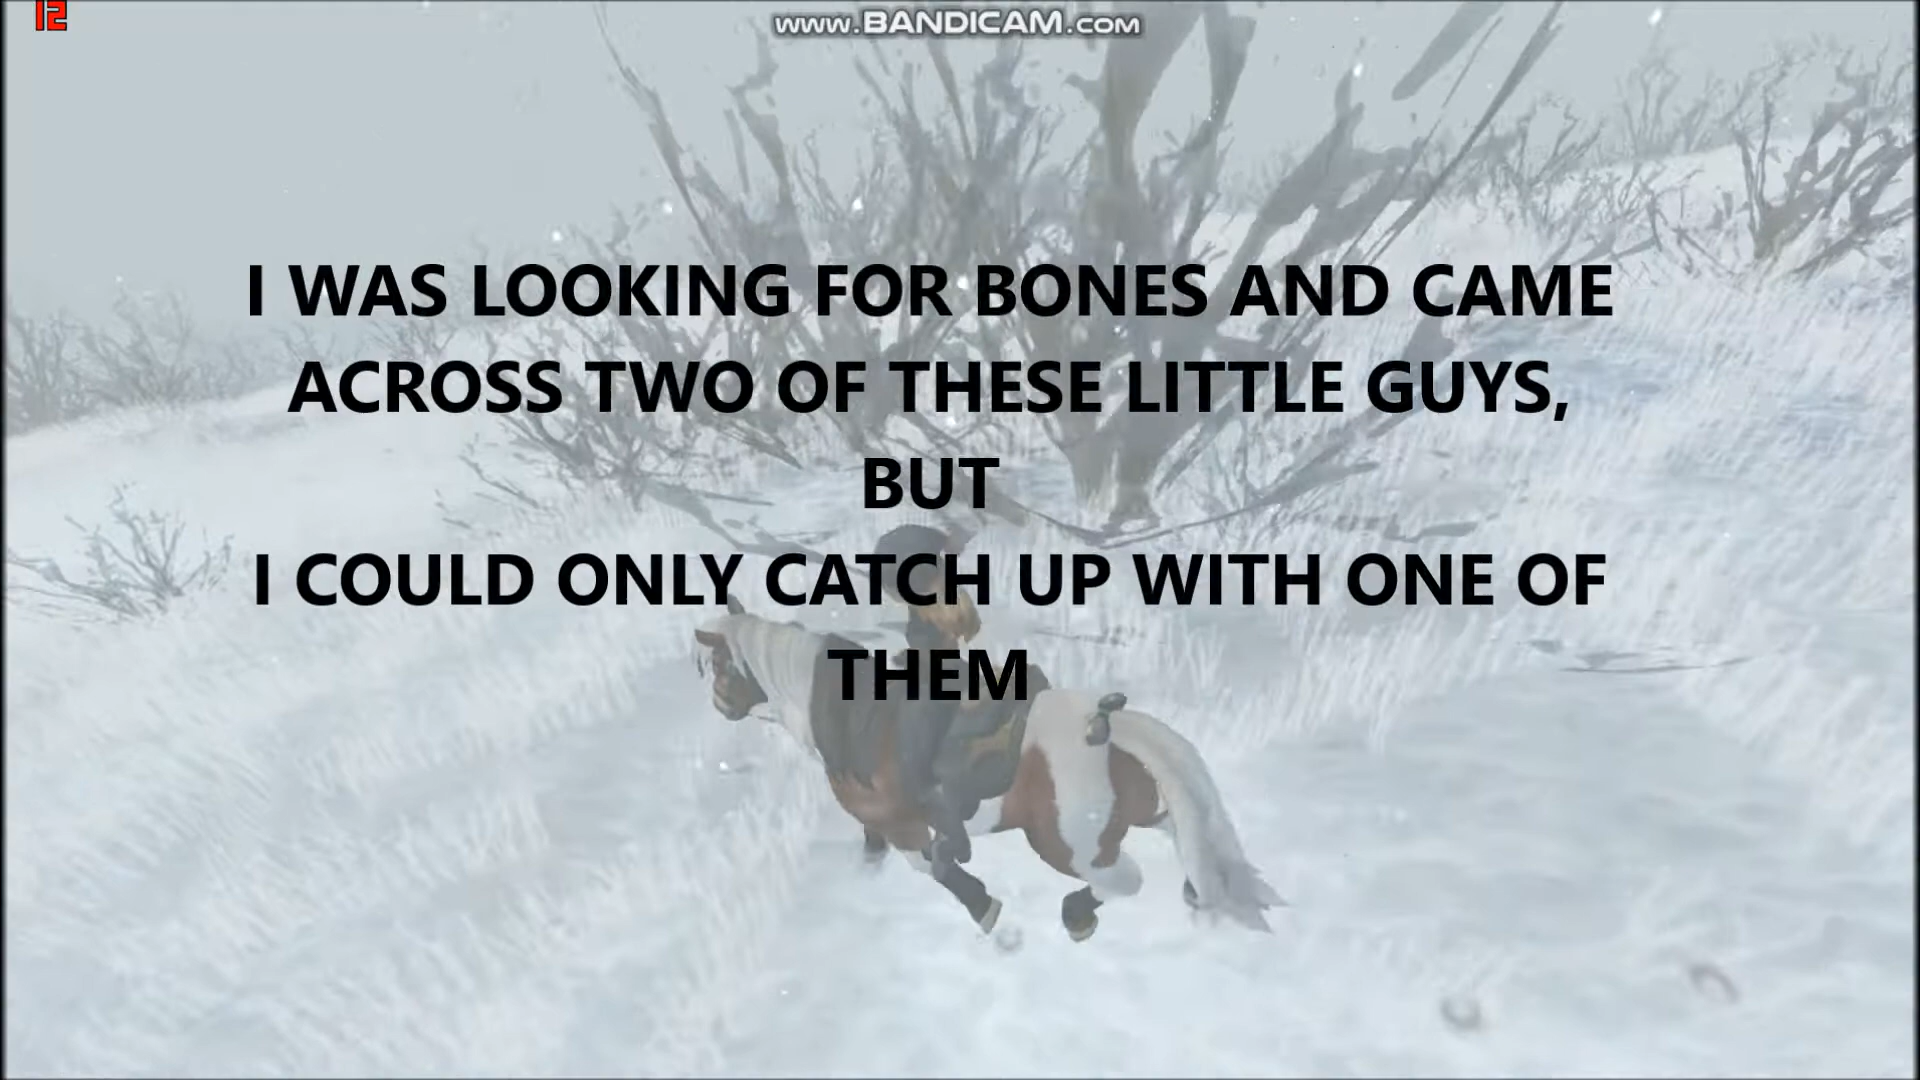 12
www.BANDICAM.com
I WAS LOOKING FOR BONES AND CAME
ACROSS TWO OF THESE LITTLE GUYS,
BUT
I COULD ONLY CATCH UP WITH ONE OF
THEM